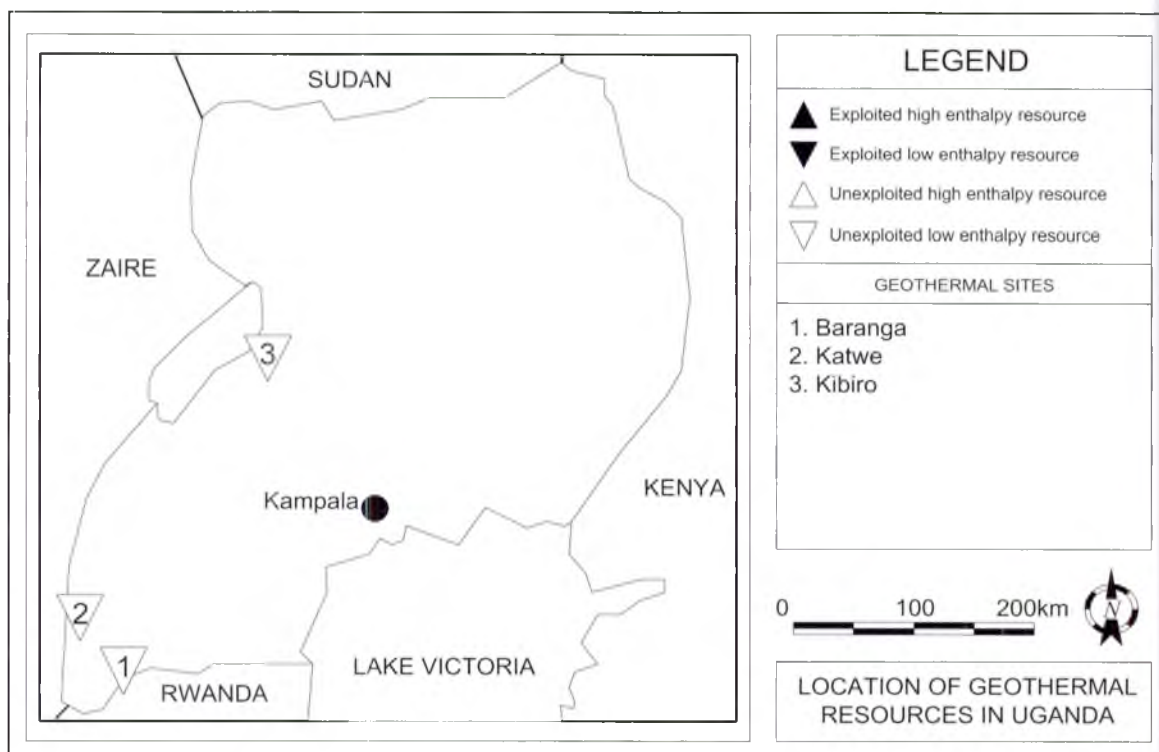 SUDAN
ZAIRE
3
Kampala
KENYA
2
1
RWANDA
LAKE VICTORIA
LEGEND
Exploited high enthalpy resource
Exploited low enthalpy resource
Unexploited high enthalpy resource
Unexploited low enthalpy resource
GEOTHERMAL SITES
1. Baranga
2. Katwe
3. Kibiro
0 100 200km
N
LOCATION OF GEOTHERMAL
RESOURCES IN UGANDA